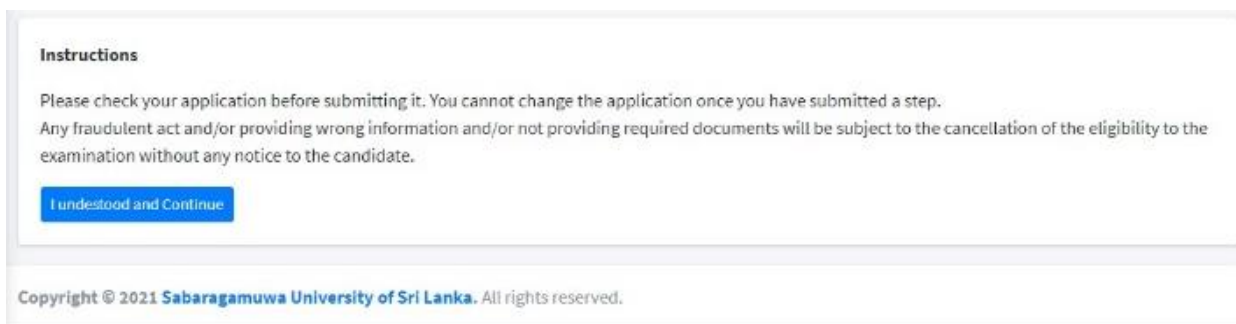 Instructions
Please check your application before submitting it. You cannot change the application once you have submitted a step.
Any fraudulent act and/or providing wrong information and/or not providing required documents will be subject to the cancellation of the eligibility to the
examination without any notice to the candidate.
I undestood and Continue
Copyright © 2021 Sabaragamuwa University of Sri Lanka. All rights reserved.